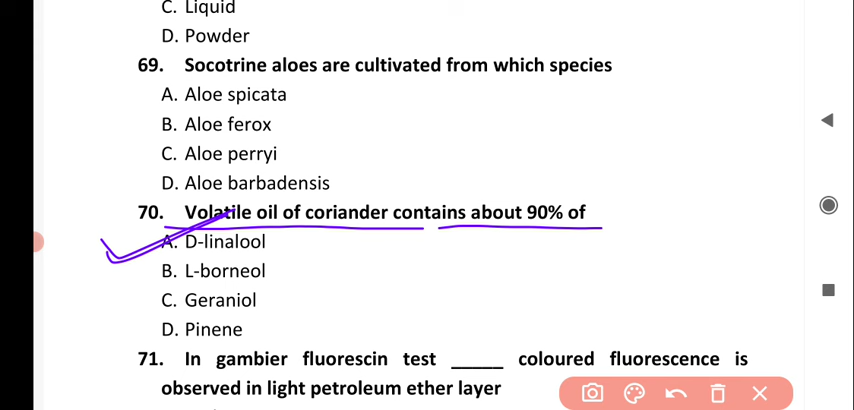 C. Liquid
D. Powder
69. Socotrine aloes are cultivated from which species
A. Aloe spicata
B. Aloe ferox
C. Aloe perryi
D. Aloe barbadensis
70. Volatile oil of coriander contains about 90% of
A. D-linalool
B. L-borneol
C. Geraniol
D. Pinene
71. In gambier fluorescin test _____ coloured fluorescence is
observed in light petroleum ether layer